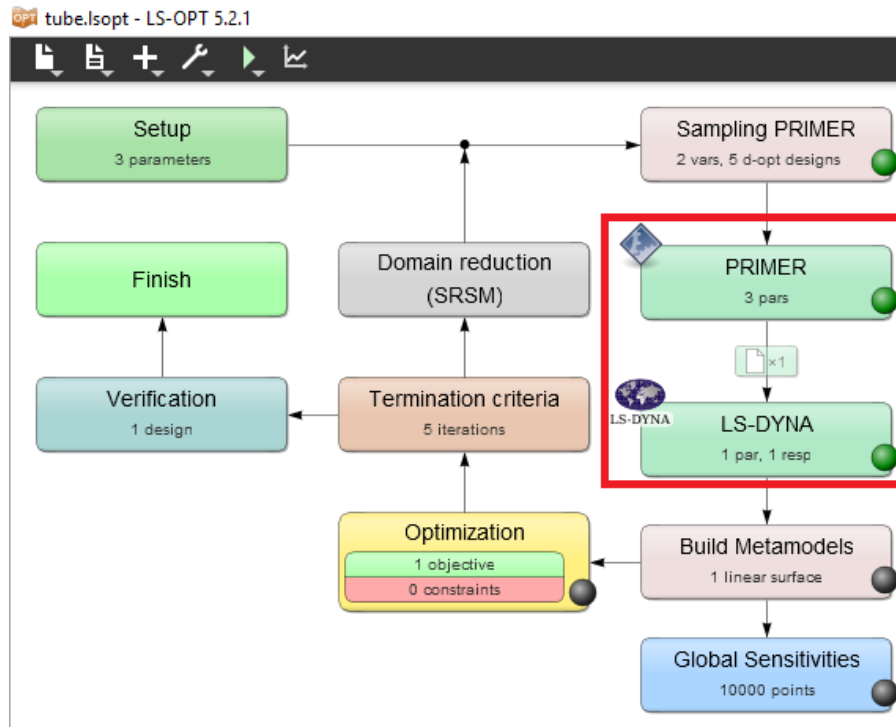 OPT tube.lsopt - LS-OPT 5.2.1
Setup
3 parameters
Sampling PRIMER
2 vars, 5 d-opt designs
Finish
Domain reduction
(SRSM)
PRIMER
3 pars
×1
Verification
1 design
Termination criteria
5 iterations
LS-DYNA
LS-DYNA
1 par, 1 resp
Optimization
1 objective
0 constraints
Build Metamodels
1 linear surface
Global Sensitivities
10000 points